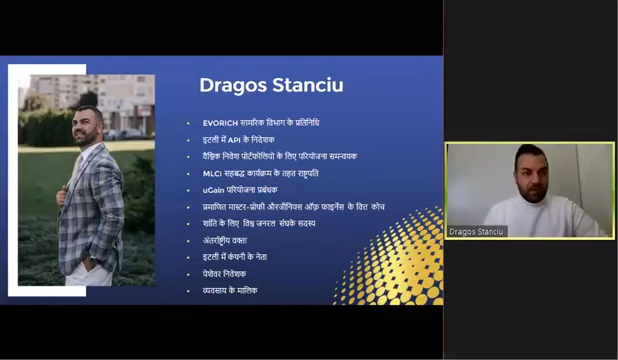 Dragos Stanciu
EVORICH सामरिक विभाग के प्रतिनिधि
इटली में API के निदेशक
वैश्विक निवेश पोर्टफोलियो के लिए परियोजना समन्वयक
MLCI सहबद्ध कार्यक्रम के तहत राष्ट्रपति
uGain परियोजना प्रबंधक
प्रमाणित मास्टर-प्रोफी औरजीनियस ऑफ़ फाइनेंस के वित्त कोच
शांति के लिए विश्व जनरल संघके सदस्य
अंतर्राष्ट्रीय वक्ता
इटली में कंपनी के नेता
पेशेवर निवेशक
व्यवसाय के मालिक
Dragos Stanciu